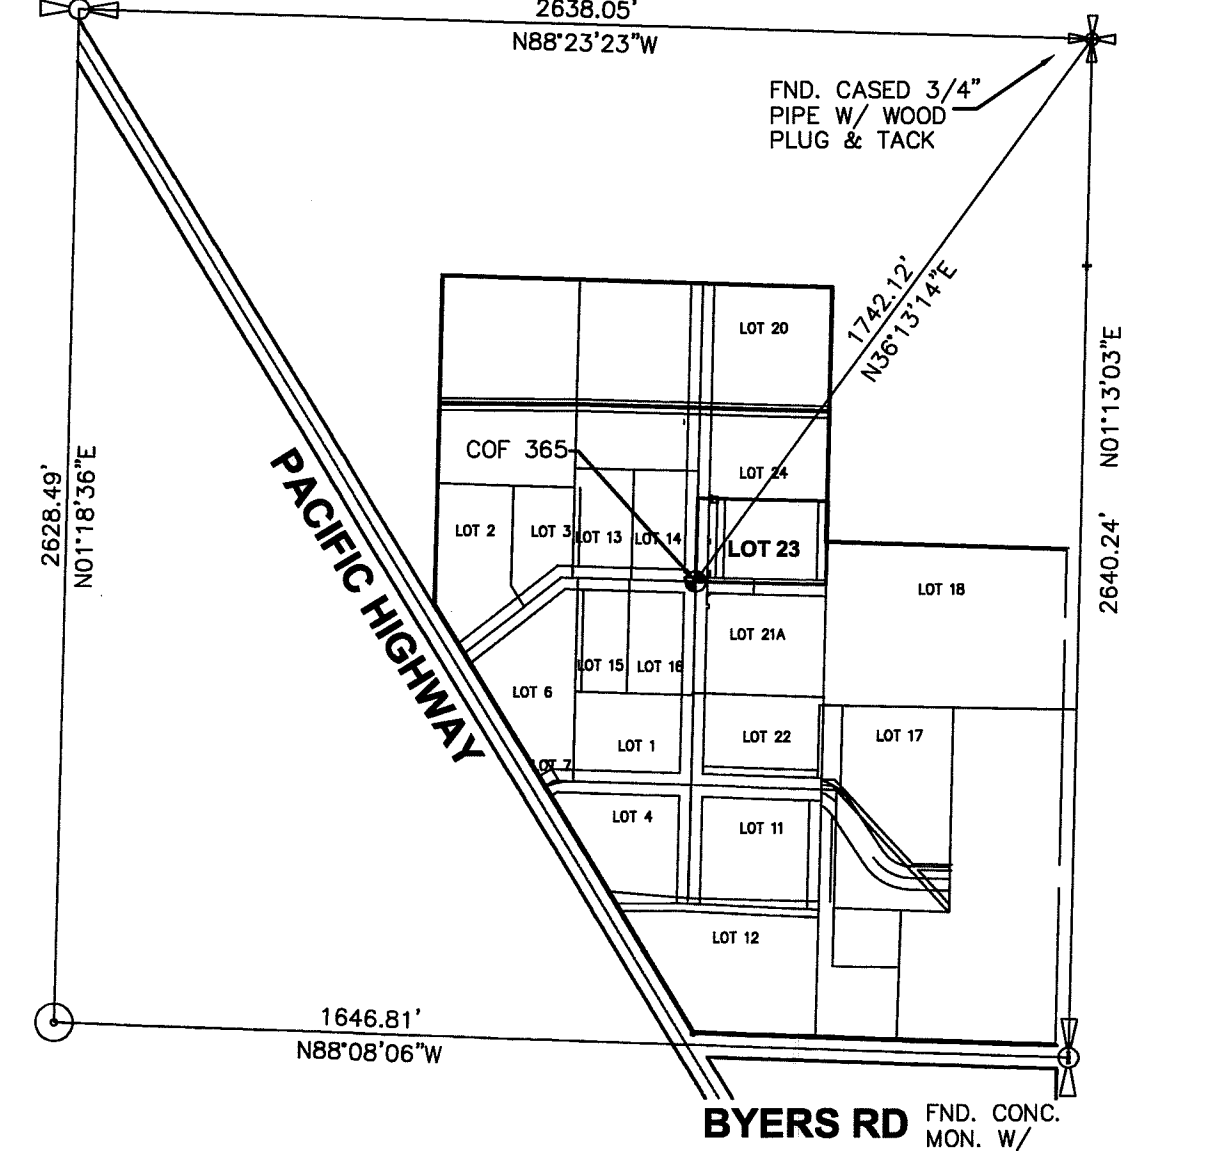 2638.05'
N88°23'23"W
FND. CASED 3/4"
PIPE W/ WOOD
PLUG & TACK
1742.12'
N36°13'14"E
LOT 20
N01°13'03"E
2640.24'
2628.49'
N01°18'36"E
PACIFIC HIGHWAY
COF 365
LOT 24
LOT 2
LOT 3
LOT 13
LOT 14
LOT 23
LOT 18
LOT 21A
LOT 15
LOT 16
LOT 6
LOT 1
LOT 22
LOT 17
LOT 7
LOT 4
LOT 11
LOT 12
1646.81'
N88°08'06"W
BYERS RD
FND. CONC.
MON. W/